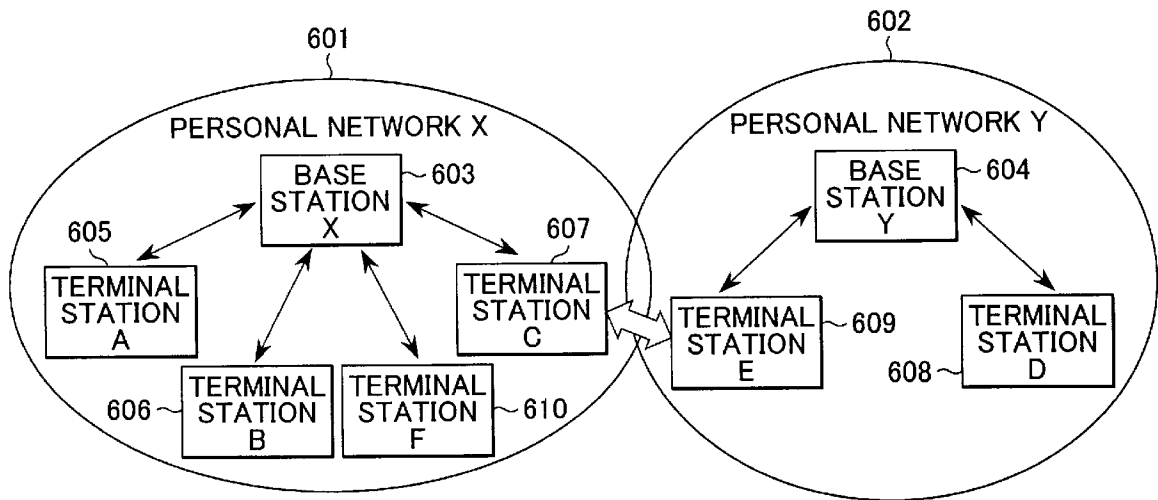 601
602
PERSONAL NETWORK X
PERSONAL NETWORK Y
BASE
STATION
X
603
BASE
STATION
Y
604
605
TERMINAL
STATION
A
607
TERMINAL
STATION
C
TERMINAL
STATION
E
609
TERMINAL
STATION
D
608
606
TERMINAL
STATION
B
TERMINAL
STATION
F
610